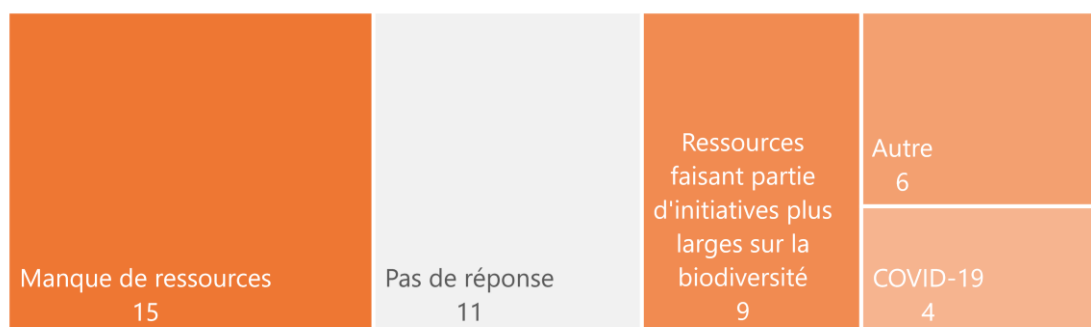 Manque de ressources
15
Pas de réponse
11
Ressources
faisant partie
d'initiatives plus
larges sur la
biodiversité
9
Autre
6
COVID-19
4